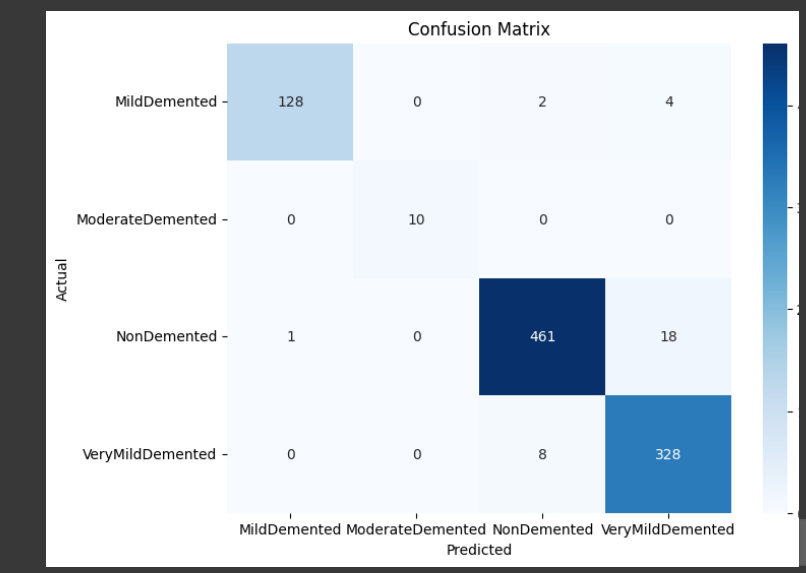 Confusion Matrix
MildDemented 128 0 2 4
ModerateDemented 0 10 0 0
Actual
NonDemented 1 0 461 18
VeryMildDemented 0 0 8 328
MildDemented ModerateDemented NonDemented VeryMildDemented
Predicted